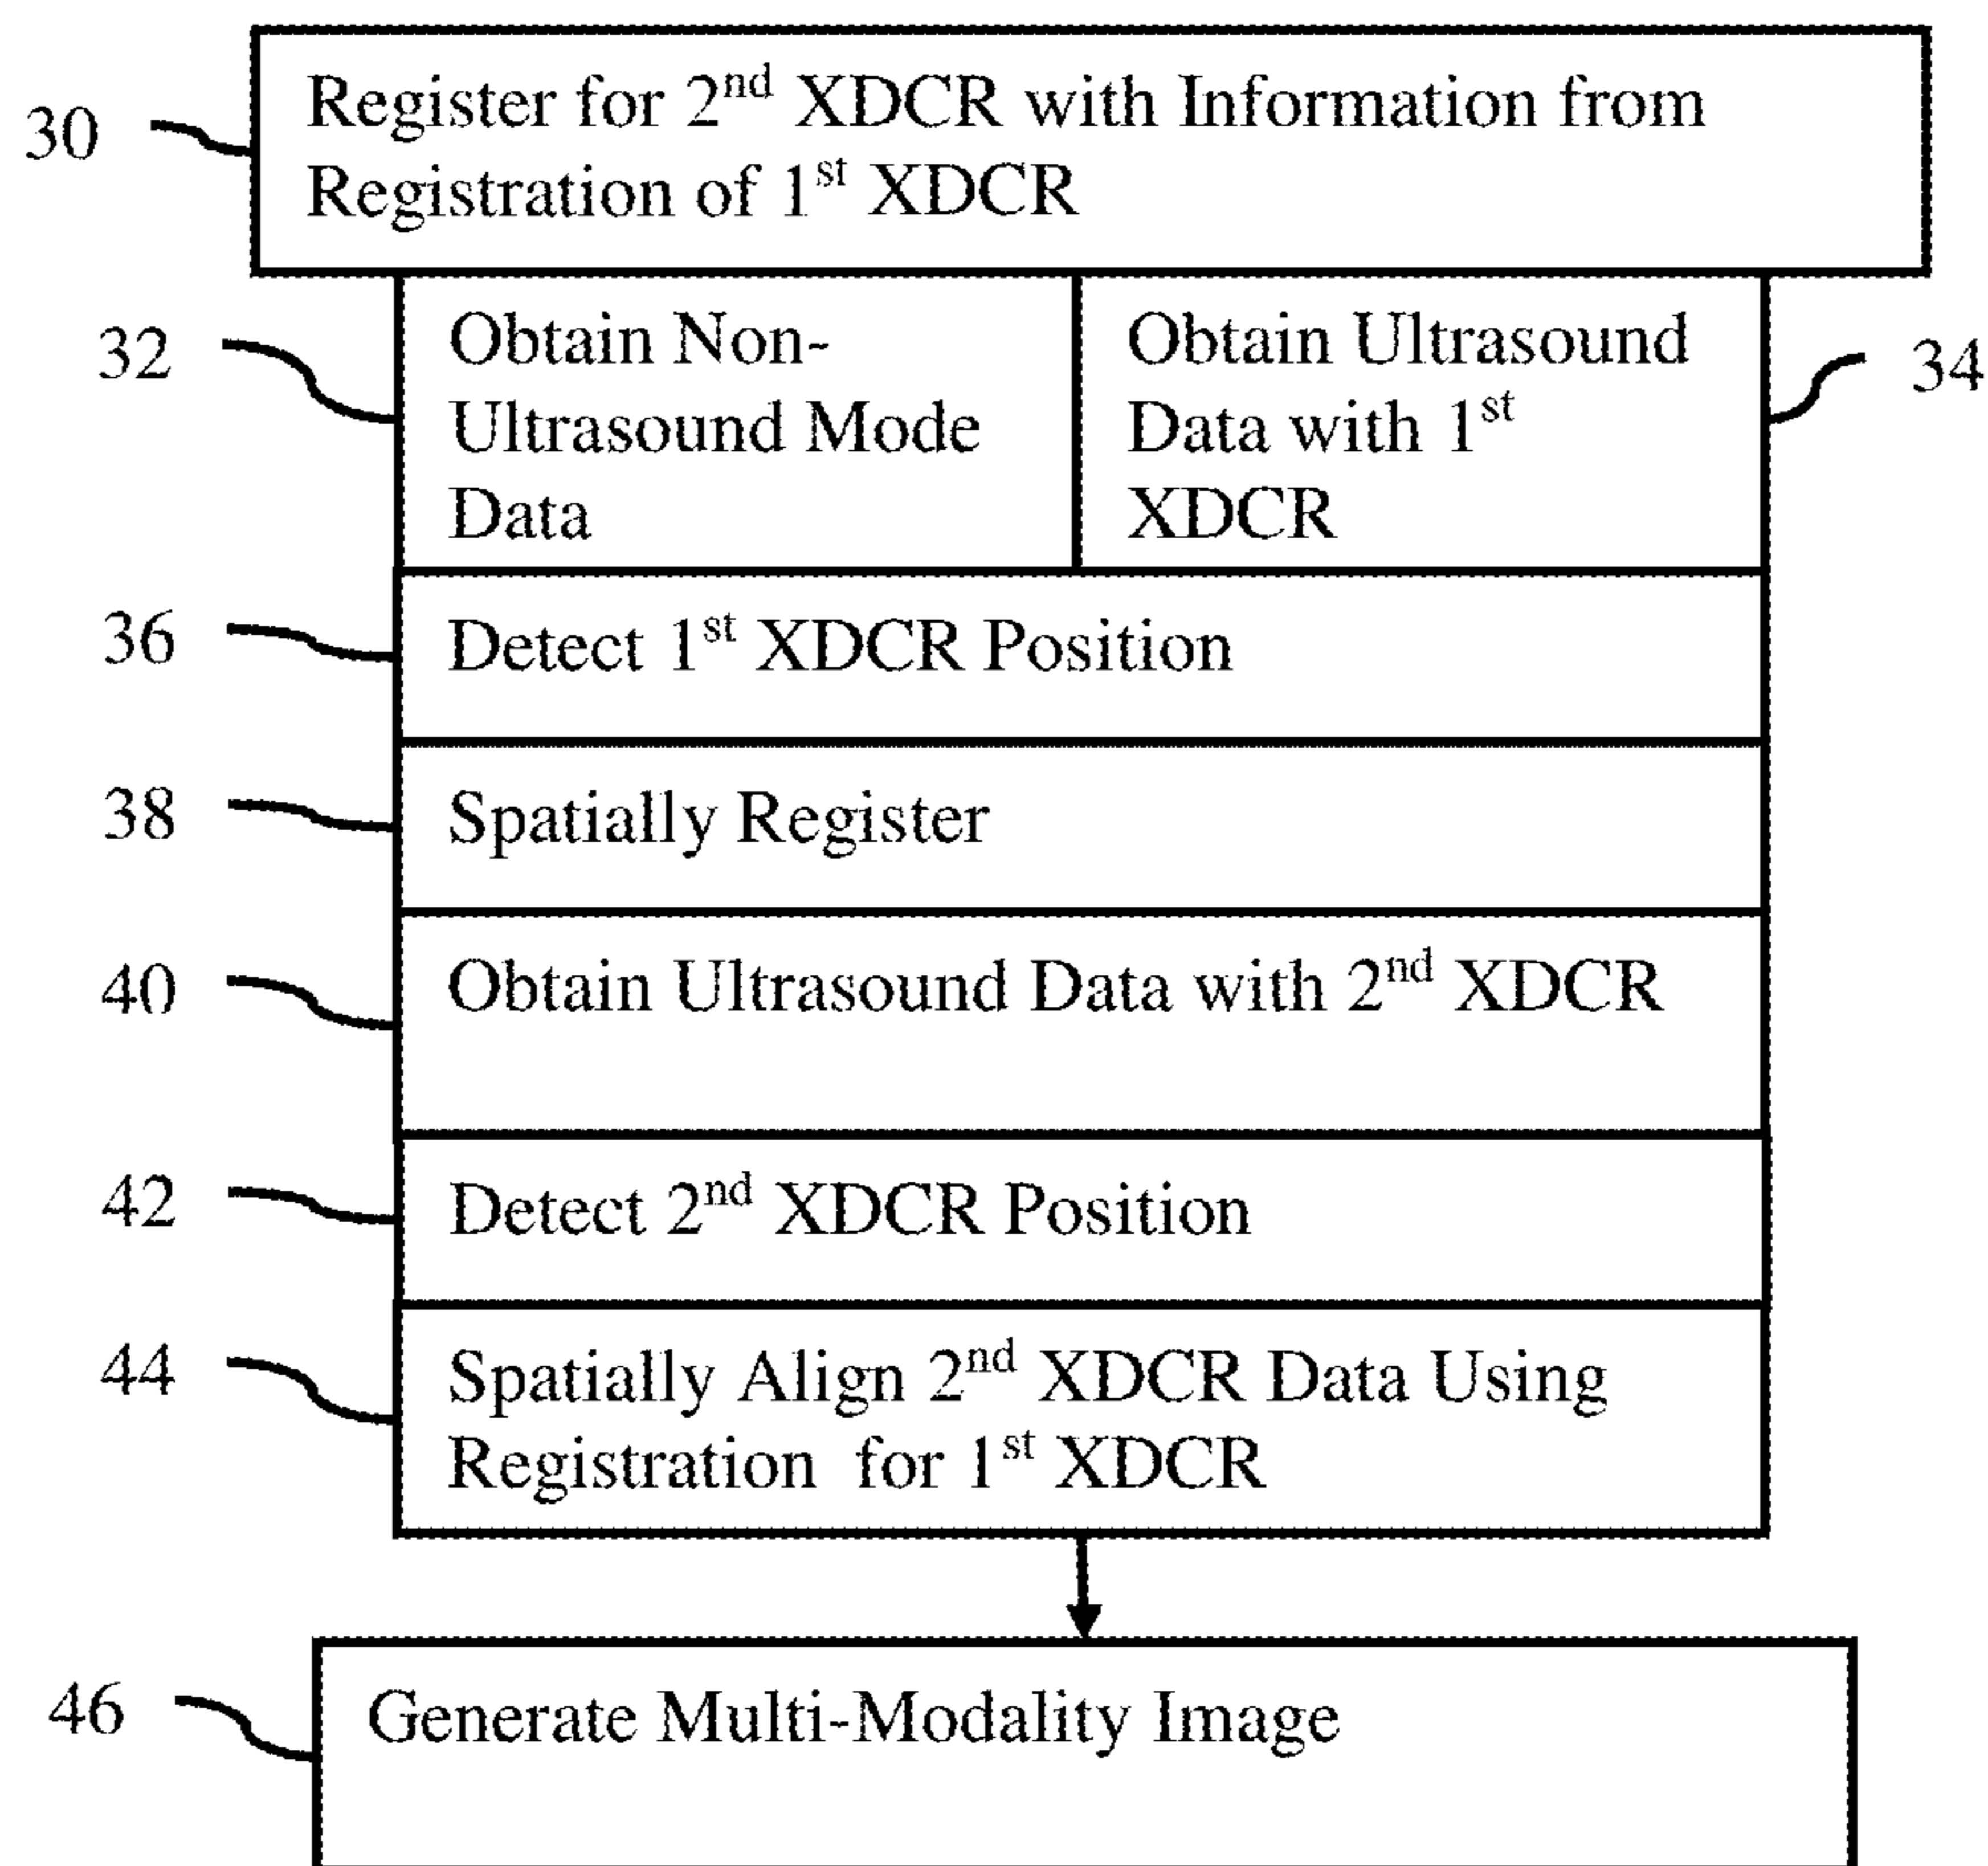 30
Register for 2nd XDCR with Information from
Registration of 1st XDCR
32
Obtain Non-
Ultrasound Mode
Data
Obtain Ultrasound
Data with 1st
XDCR
34
36
Detect 1st XDCR Position
38
Spatially Register
40
Obtain Ultrasound Data with 2nd XDCR
42
Detect 2nd XDCR Position
44
Spatially Align 2nd XDCR Data Using
Registration for 1st XDCR
46
Generate Multi-Modality Image